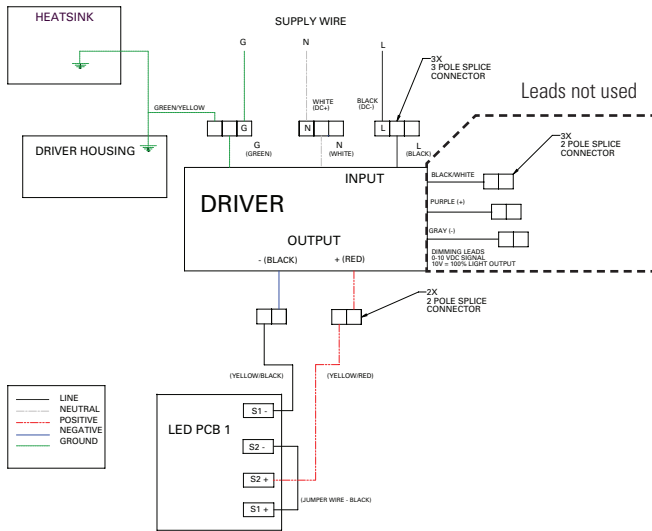 HEATSINK
SUPPLY WIRE
G
N
L
3X
3 POLE SPLICE
CONNECTOR
WHITE
(DC+)
BLACK
(DC-)
Leads not used
GREEN/YELLOW
G
N
L
3X
2 POLE SPLICE
CONNECTOR
DRIVER HOUSING
G
(GREEN)
N
(WHITE)
L
(BLACK)
INPUT
BLACK/WHITE
DRIVER
PURPLE (+)
OUTPUT
GRAY (-)
- (BLACK)
+ (RED)
DIMMING LEADS
0-10 VDC SIGNAL
10V = 100% LIGHT OUTPUT
2X
2 POLE SPLICE
CONNECTOR
(YELLOW/BLACK)
(YELLOW/RED)
LINE
NEUTRAL
POSITIVE
NEGATIVE
GROUND
LED PCB 1
S1 -
S2 -
S2 +
S1 +
(JUMPER WIRE - BLACK)